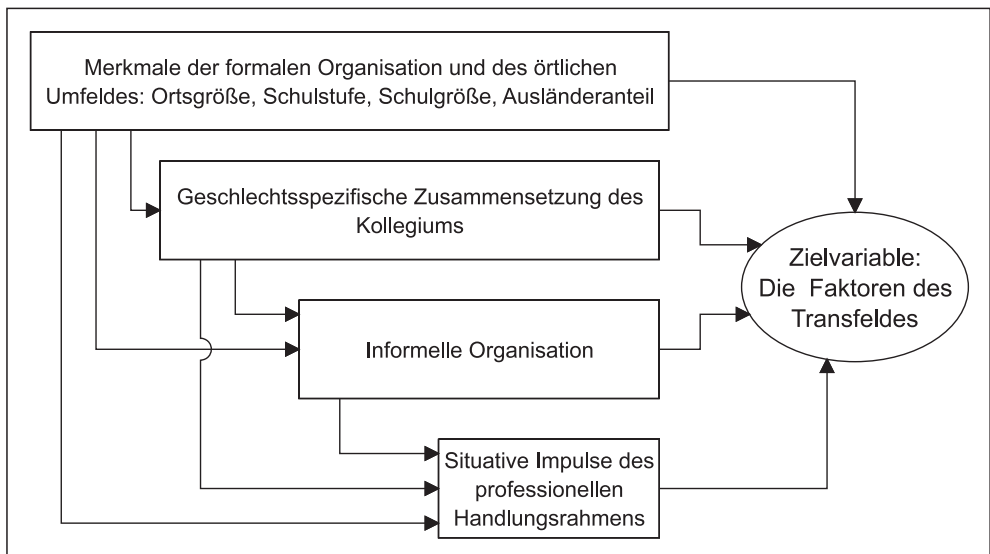 Merkmale der formalen Organisation und des örtlichen
Umfeldes: Ortsgröße, Schulstufe, Schulgröße, Ausländeranteil
Geschlechtsspezifische Zusammensetzung des
Kollegiums
Zielvariable:
Die Faktoren des
Transfeldes
Informelle Organisation
Situative Impulse des
professionellen
Handlungsrahmens